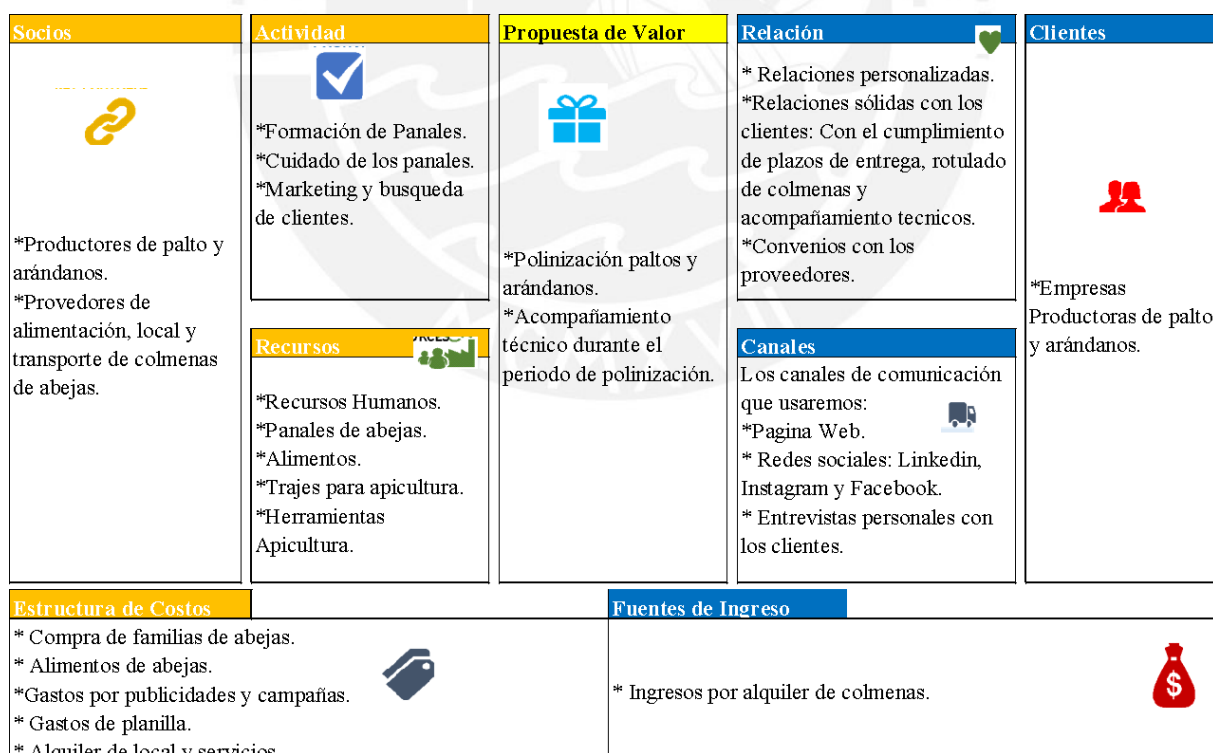 Socios
*Productores de palto y
arándanos.
*Provedores de
alimentación, local y
transporte de colmenas
de abejas.
Actividad
*Formación de Panales.
*Cuidado de los panales.
*Marketing y busqueda
de clientes.
Recursos
*Recursos Humanos.
*Panales de abejas.
*Alimentos.
*Trajes para apicultura.
*Herramientas
Apicultura.
Propuesta de Valor
*Polinización paltos y
arándanos.
*Acompañamiento
técnico durante el
periodo de polinización.
Relación
* Relaciones personalizadas.
*Relaciones sólidas con los
clientes: Con el cumplimiento
de plazos de entrega, rotulado
de colmenas y
acompañamiento tecnicos.
*Convenios con los
proveedores.
Canales
Los canales de comunicación
que usaremos:
*Pagina Web.
* Redes sociales: Linkedin,
Instagram y Facebook.
* Entrevistas personales con
los clientes.
Clientes
*Empresas
Productoras de palto
y arándanos.
Estructura de Costos
* Compra de familias de abejas.
* Alimentos de abejas.
*Gastos por publicidades y campañas.
* Gastos de planilla.
* Alquiler de local y servicios
Fuentes de Ingreso
* Ingresos por alquiler de colmenas.
$